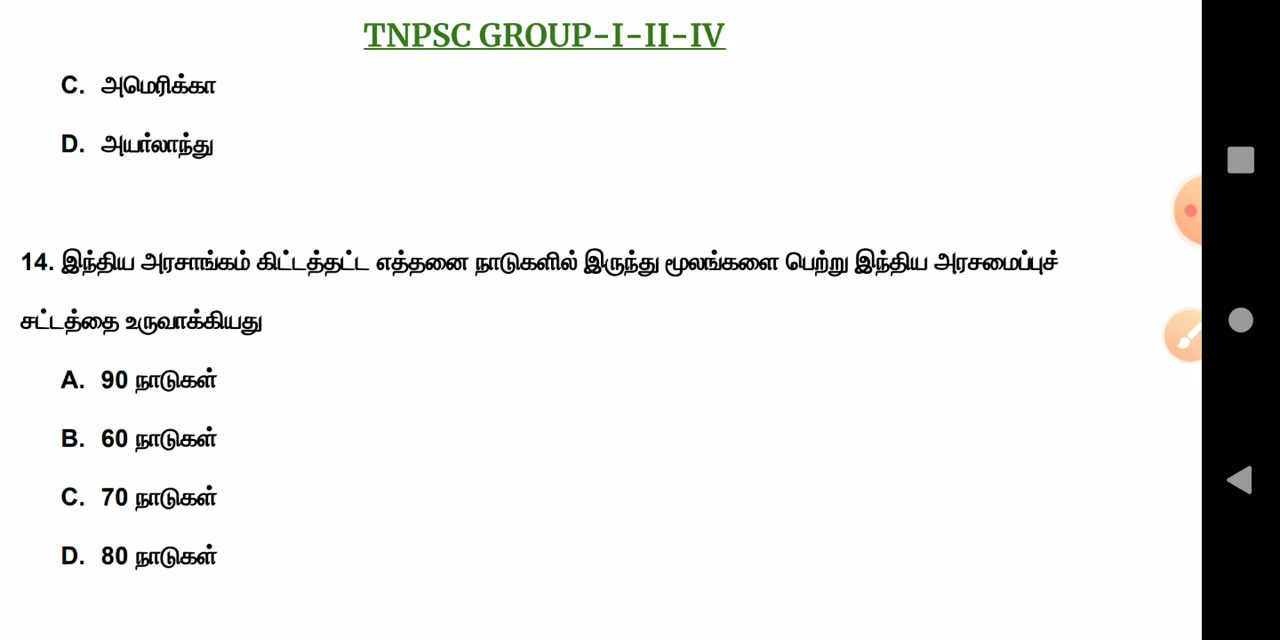 TNPSC GROUP-I-II-IV
C. அமெரிக்கா
D. அயர்லாந்து
14. இந்திய அரசாங்கம் கிட்டத்தட்ட எத்தனை நாடுகளில் இருந்து மூலங்களை பெற்று இந்திய அரசமைப்புச்
சட்டத்தை உருவாக்கியது
A. 90 நாடுகள்
B. 60 நாடுகள்
C. 70 நாடுகள்
D. 80 நாடுகள்